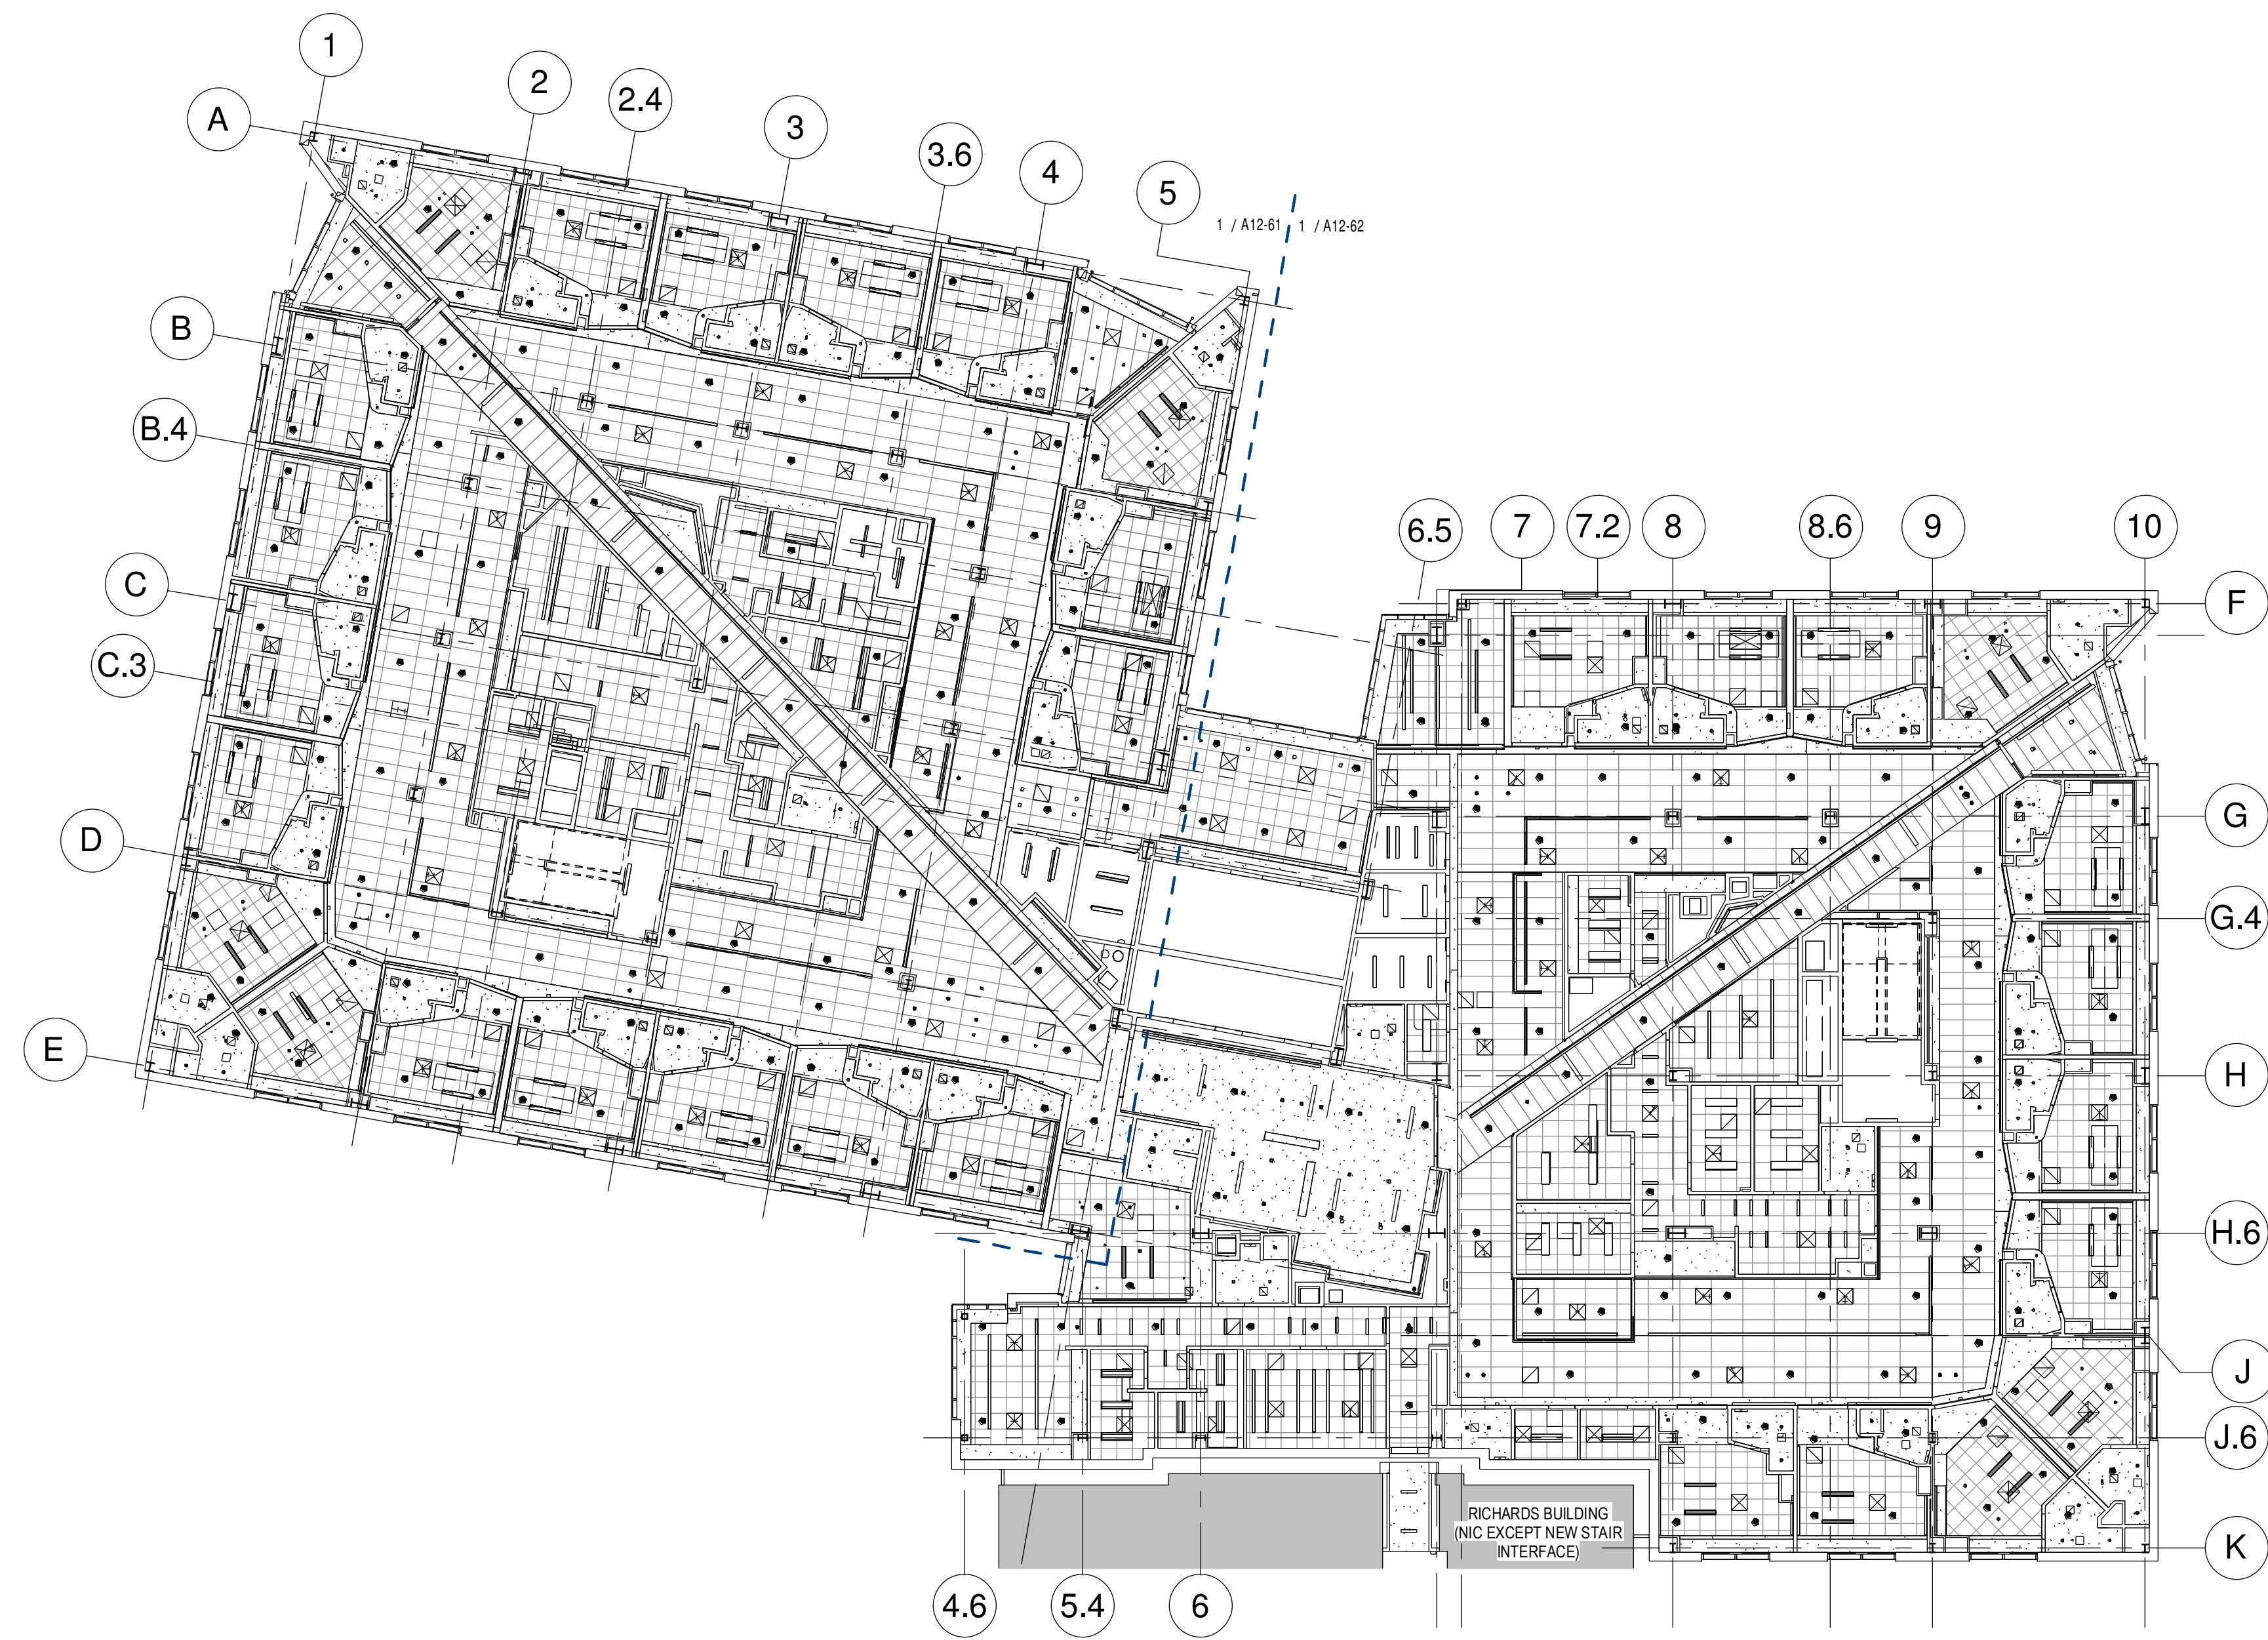 1
2
2.4
3
3.6
4
5
A
1 / A12-61
1 / A12-62
B
B.4
C
C.3
D
E
6.5
7
7.2
8
8.6
9
10
F
G
G.4
H
H.6
J
J.6
K
RICHARDS BUILDING
(NIC EXCEPT NEW STAIR
INTERFACE)
4.6
5.4
6